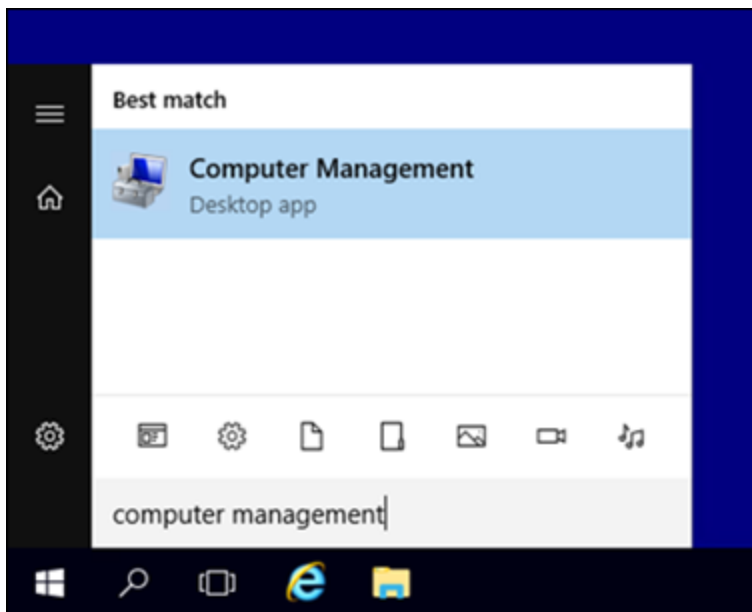 Best match
Computer Management
Desktop app
computer management